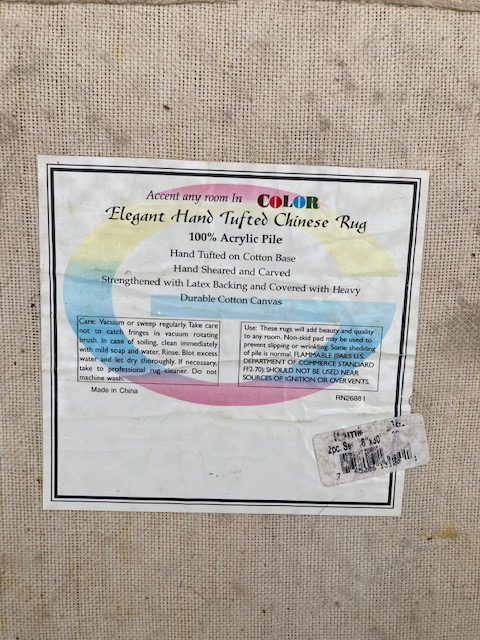 Accent any room in COLOR
Elegant Hand Tufted Chinese Rug
100% Acrylic Pile
Hand Tufted on Cotton Base
Hand Sheared and Carved
Strengthened with Latex Backing and Covered with Heavy
Durable Cotton Canvas
Care: Vacuum or sweep regularly. Take care
not to catch fringes in vacuum rotating
brush. In case of soiling, clean immediately
with mild soap and water. Rinse. Blot excess
water and let dry thoroughly. If necessary,
take to professional rug cleaner. Do not
machine wash.
Made in China
Use: These rugs will add beauty and quality
to any room. Non-skid pad may be used to
prevent slipping or wrinkling. Some shedding
of pile is normal. FLAMMABLE (FAILS U.S.
DEPARTMENT OF COMMERCE STANDARD
FF2-70): SHOULD NOT BE USED NEAR
SOURCES OF IGNITION OR OVERVENTS.
RN26881
2pc.